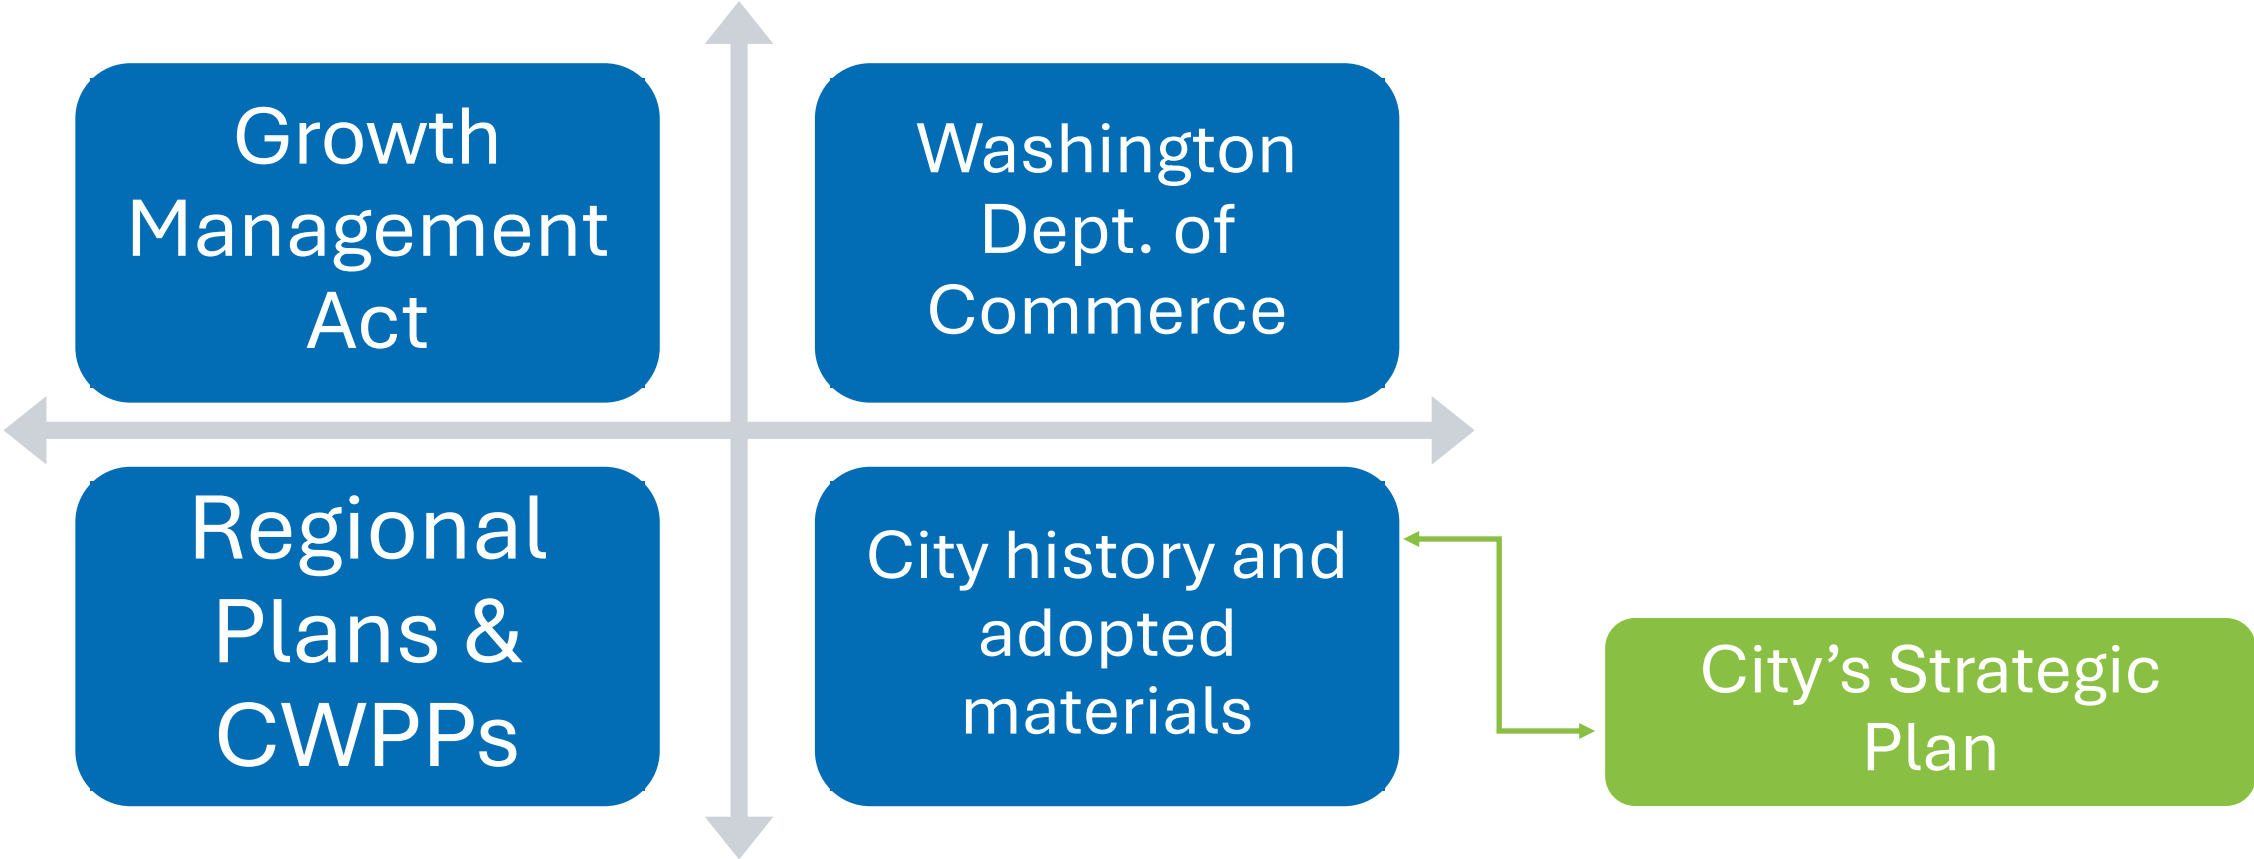 Growth
Management
Act
Washington
Dept. of
Commerce
Regional
Plans &
CWPPs
City history and
adopted
materials
City’s Strategic
Plan